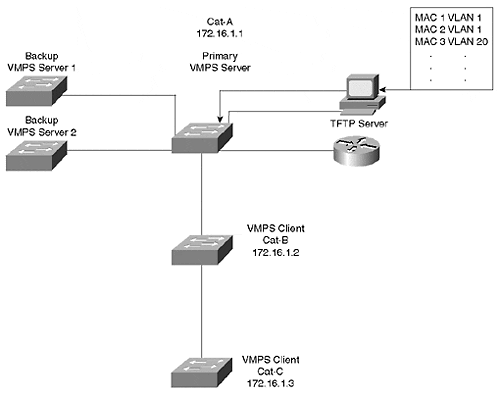 Cat-A
172.16.1.1
Primary
VMPS Server
Backup
VMPS Server 1
Backup
VMPS Server 2
MAC 1 VLAN 1
MAC 2 VLAN 1
MAC 3 VLAN 20
. .
. .
. .
TFTP Server
VMPS Client
Cat-B
172.16.1.2
VMPS Client
Cat-C
172.16.1.3